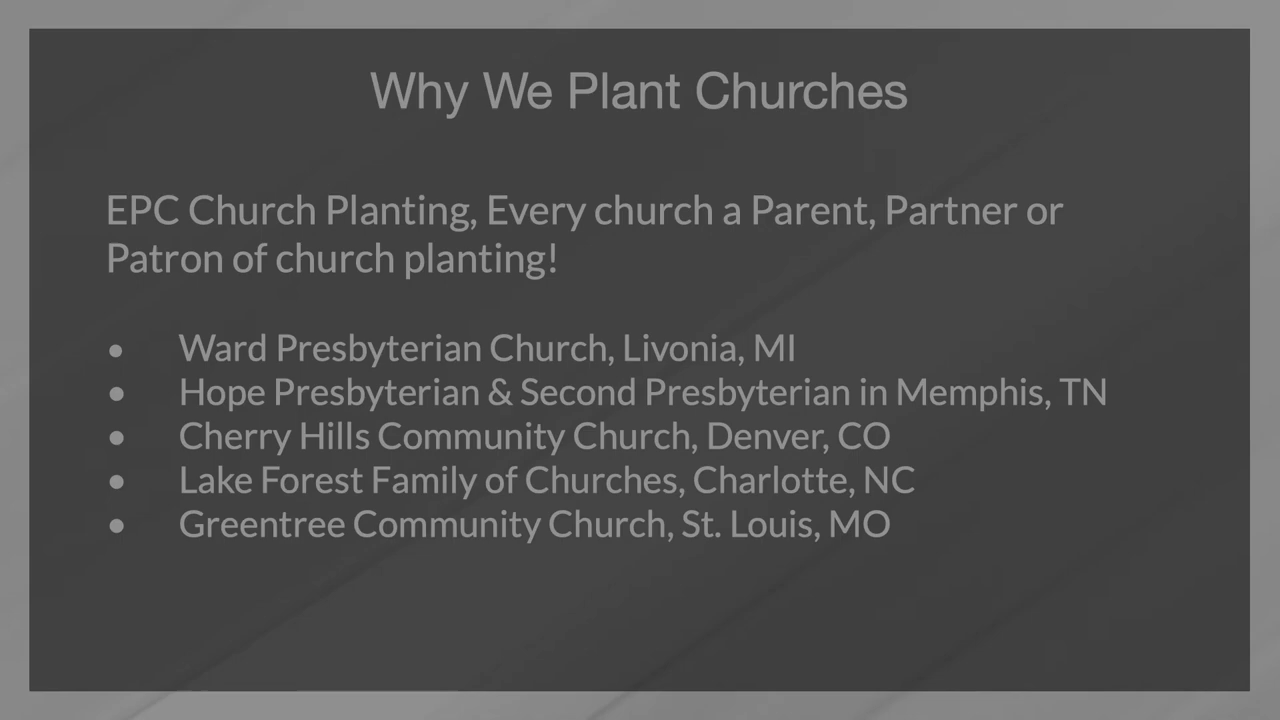 Why We Plant Churches
EPC Church Planting, Every church a Parent, Partner or
Patron of church planting!
● Ward Presbyterian Church, Livonia, MI
● Hope Presbyterian & Second Presbyterian in Memphis, TN
● Cherry Hills Community Church, Denver, CO
● Lake Forest Family of Churches, Charlotte, NC
● Greentree Community Church, St. Louis, MO